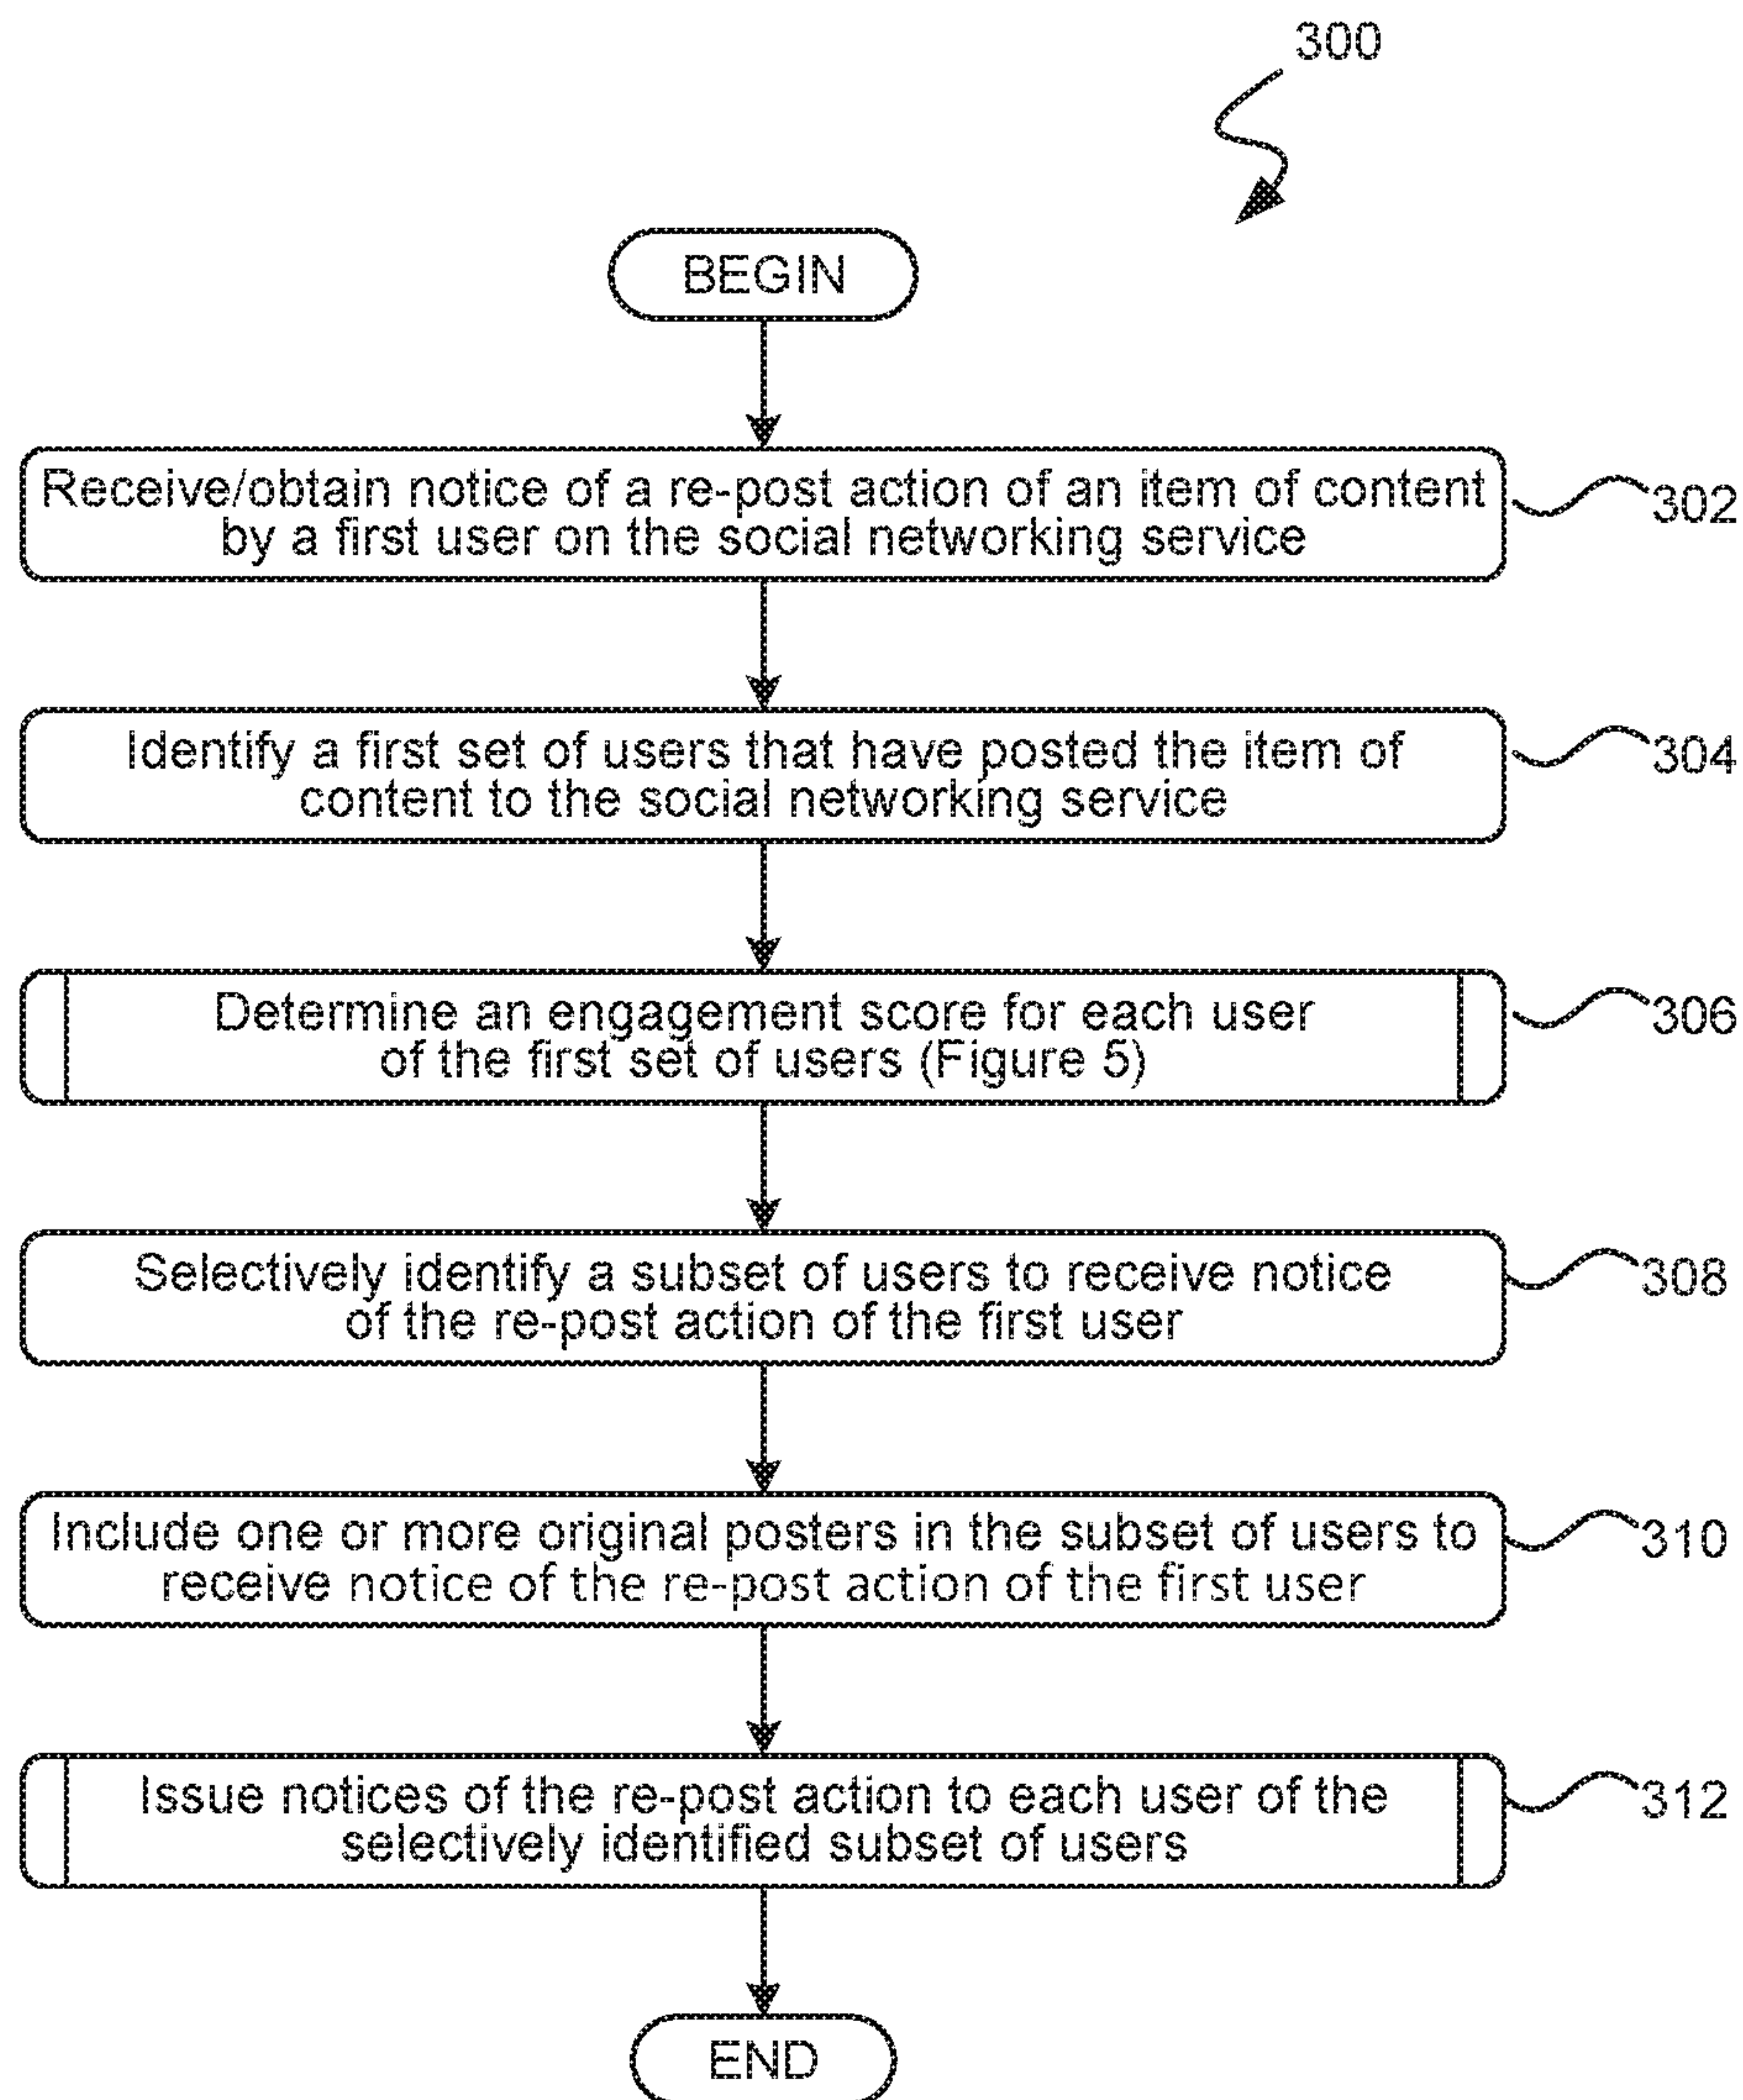 300
BEGIN
Receive/obtain notice of a re-post action of an item of content
by a first user on the social networking service
302
Identify a first set of users that have posted the item of
content to the social networking service
304
Determine an engagement score for each user
of the first set of users (Figure 5)
306
Selectively identify a subset of users to receive notice
of the re-post action of the first user
308
Include one or more original posters in the subset of users to
receive notice of the re-post action of the first user
310
Issue notices of the re-post action to each user of the
selectively identified subset of users
312
END